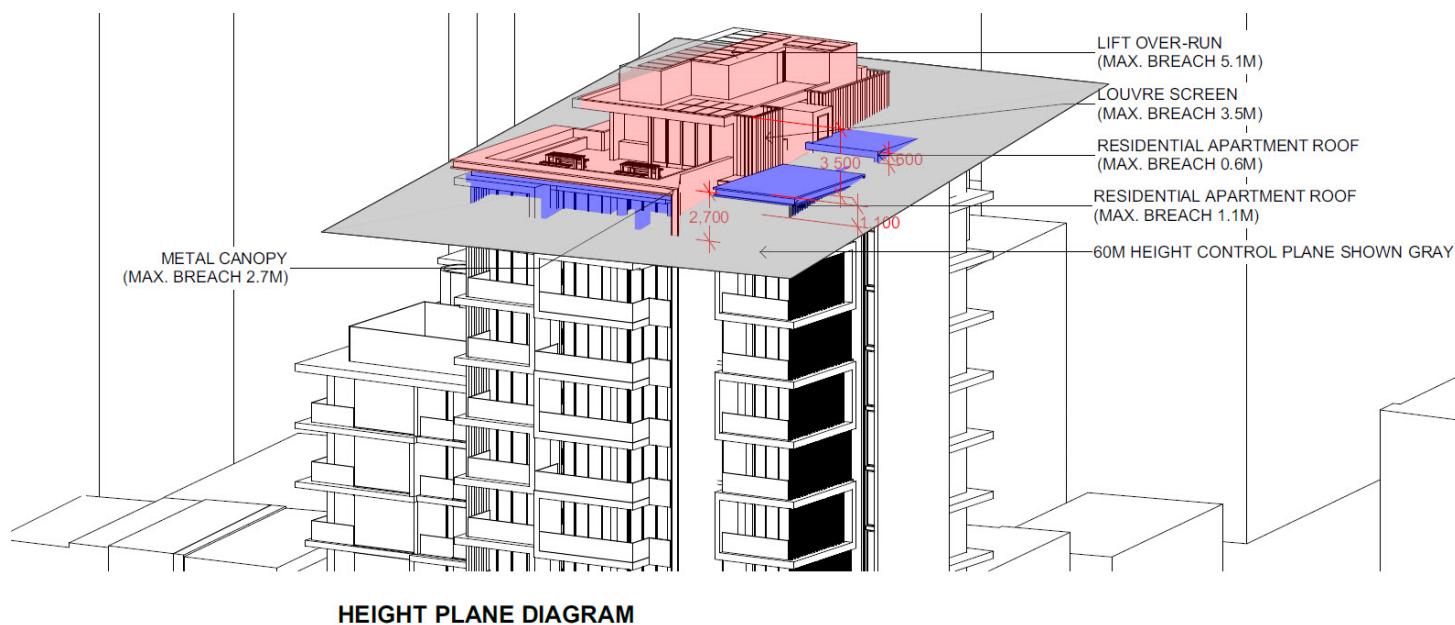 LIFT OVER-RUN
(MAX. BREACH 5.1M)
LOUVRE SCREEN
(MAX. BREACH 3.5M)
RESIDENTIAL APARTMENT ROOF
(MAX. BREACH 0.6M)
3 500
600
RESIDENTIAL APARTMENT ROOF
(MAX. BREACH 1.1M)
2,700
1,100
METAL CANOPY
(MAX. BREACH 2.7M)
60M HEIGHT CONTROL PLANE SHOWN GRAY
HEIGHT PLANE DIAGRAM